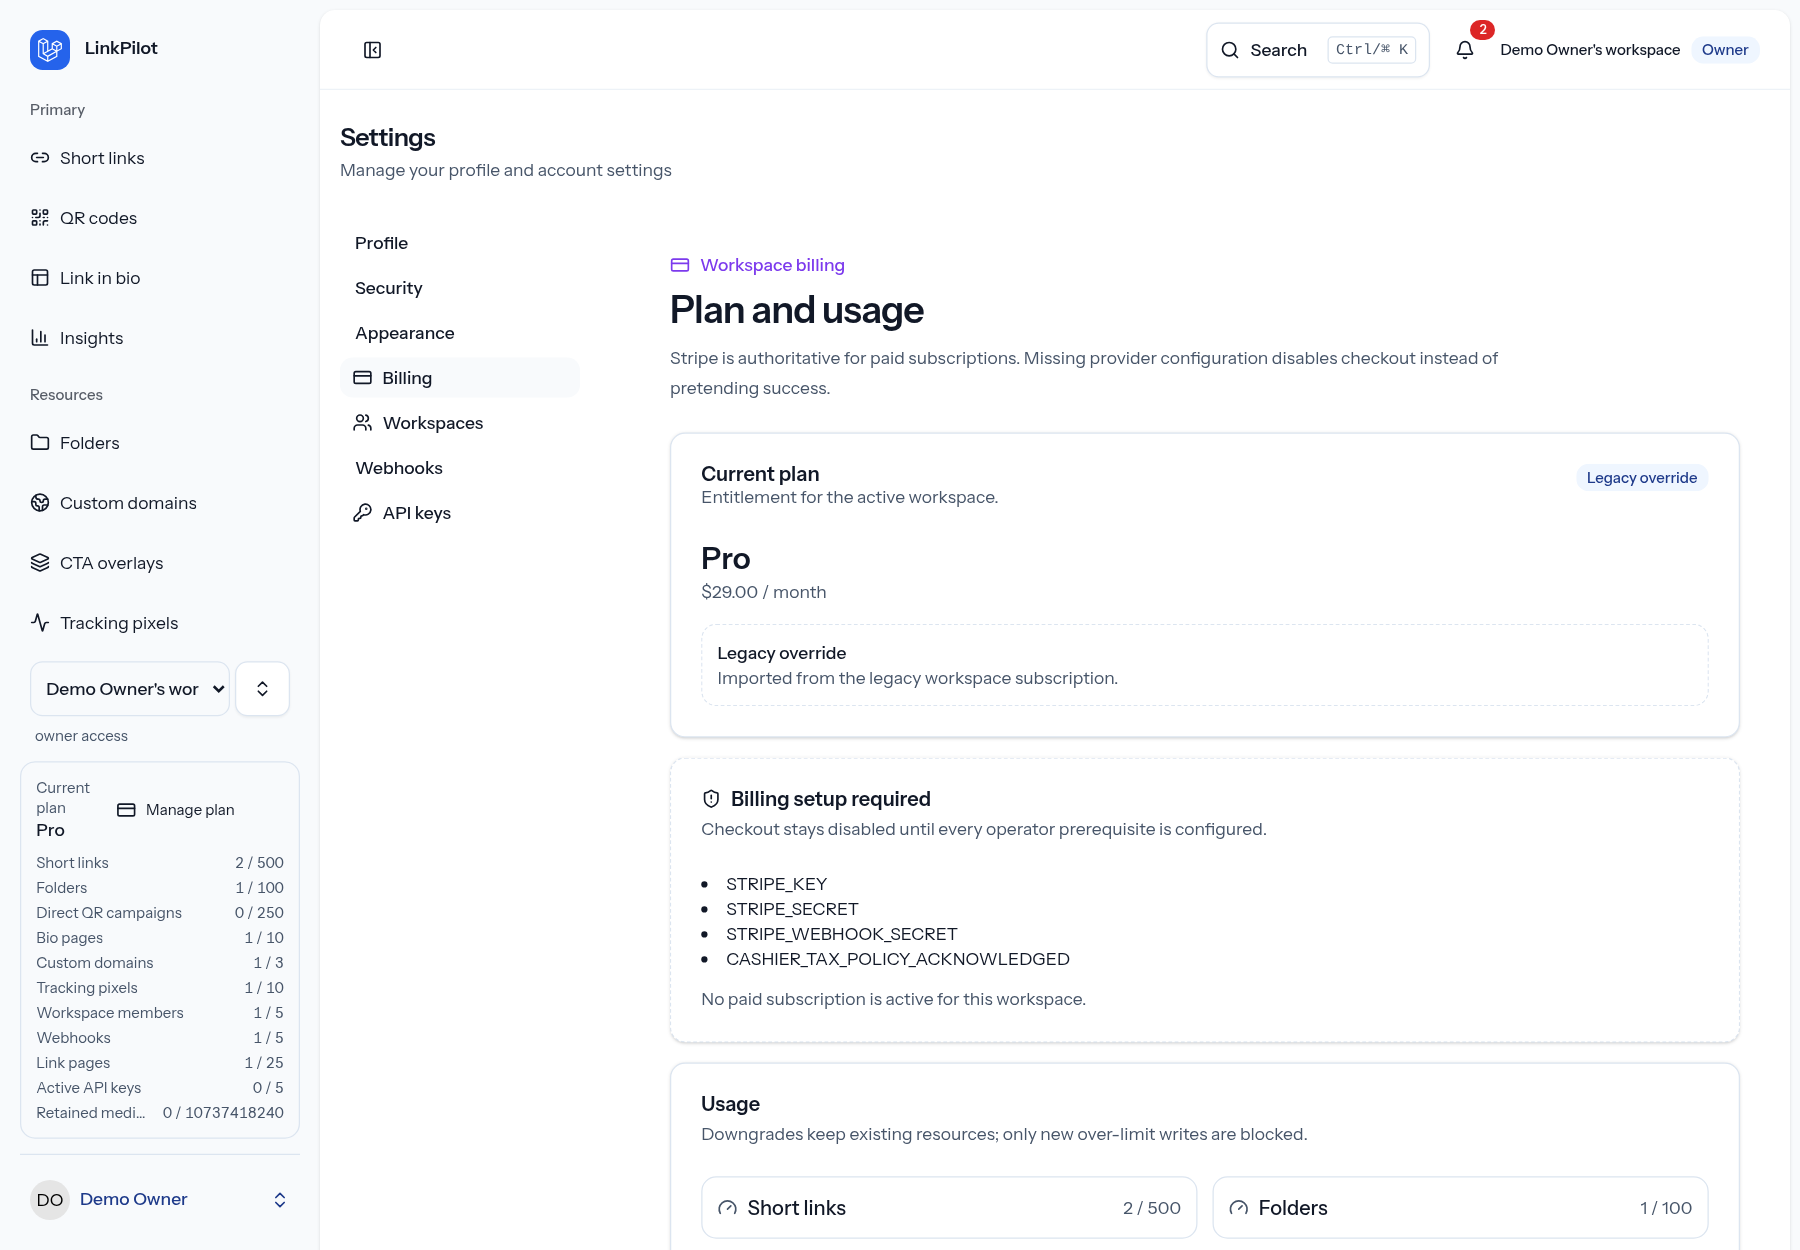 LinkPilot
Primary
Short links
QR codes
Link in bio
Insights
Resources
Folders
Custom domains
CTA overlays
Tracking pixels
Demo Owner's wor
owner access
Current plan
Pro
Manage plan
Short links 2 / 500
Folders 1 / 100
Direct QR campaigns 0 / 250
Bio pages 1 / 10
Custom domains 1 / 3
Tracking pixels 1 / 10
Workspace members 1 / 5
Webhooks 1 / 5
Link pages 1 / 25
Active API keys 0 / 5
Retained medi... 0 / 10737418240
DO Demo Owner
Search Ctrl/⌘ K
2
Demo Owner's workspace Owner
Settings
Manage your profile and account settings
Profile
Security
Appearance
Billing
Workspaces
Webhooks
API keys
Workspace billing
Plan and usage
Stripe is authoritative for paid subscriptions. Missing provider configuration disables checkout instead of
pretending success.
Current plan
Entitlement for the active workspace.
Legacy override
Pro
$29.00 / month
Legacy override
Imported from the legacy workspace subscription.
Billing setup required
Checkout stays disabled until every operator prerequisite is configured.
• STRIPE_KEY
• STRIPE_SECRET
• STRIPE_WEBHOOK_SECRET
• CASHIER_TAX_POLICY_ACKNOWLEDGED
No paid subscription is active for this workspace.
Usage
Downgrades keep existing resources; only new over-limit writes are blocked.
Short links 2 / 500
Folders 1 / 100